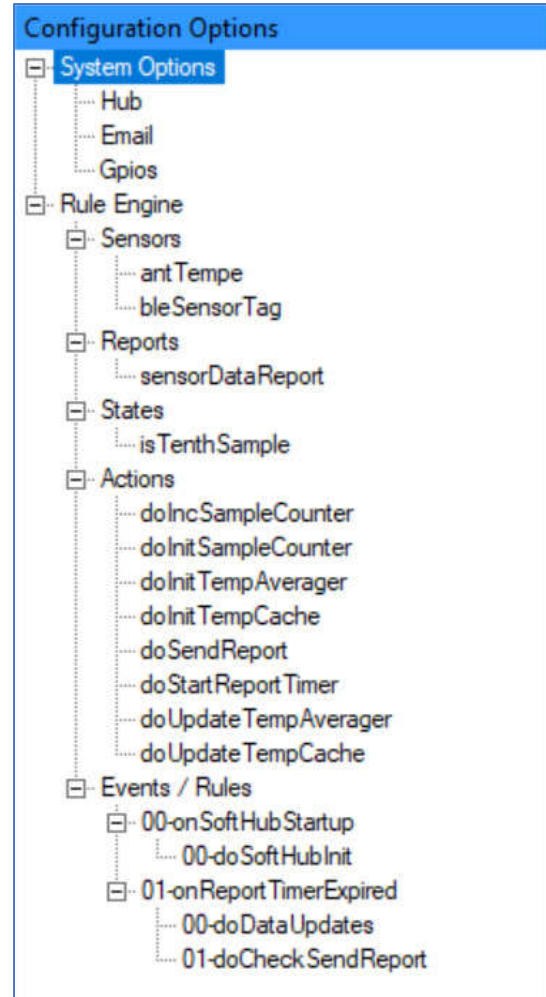 Configuration Options
System Options
Hub
Email
Gpios
Rule Engine
Sensors
antTempe
bleSensorTag
Reports
sensorDataReport
States
isTenthSample
Actions
doIncSampleCounter
doInitSampleCounter
doInitTempAverager
doInitTempCache
doSendReport
doStartReportTimer
doUpdateTempAverager
doUpdateTempCache
Events / Rules
00-onSoftHubStartup
00-doSoftHubInit
01-onReportTimerExpired
00-doDataUpdates
01-doCheckSendReport